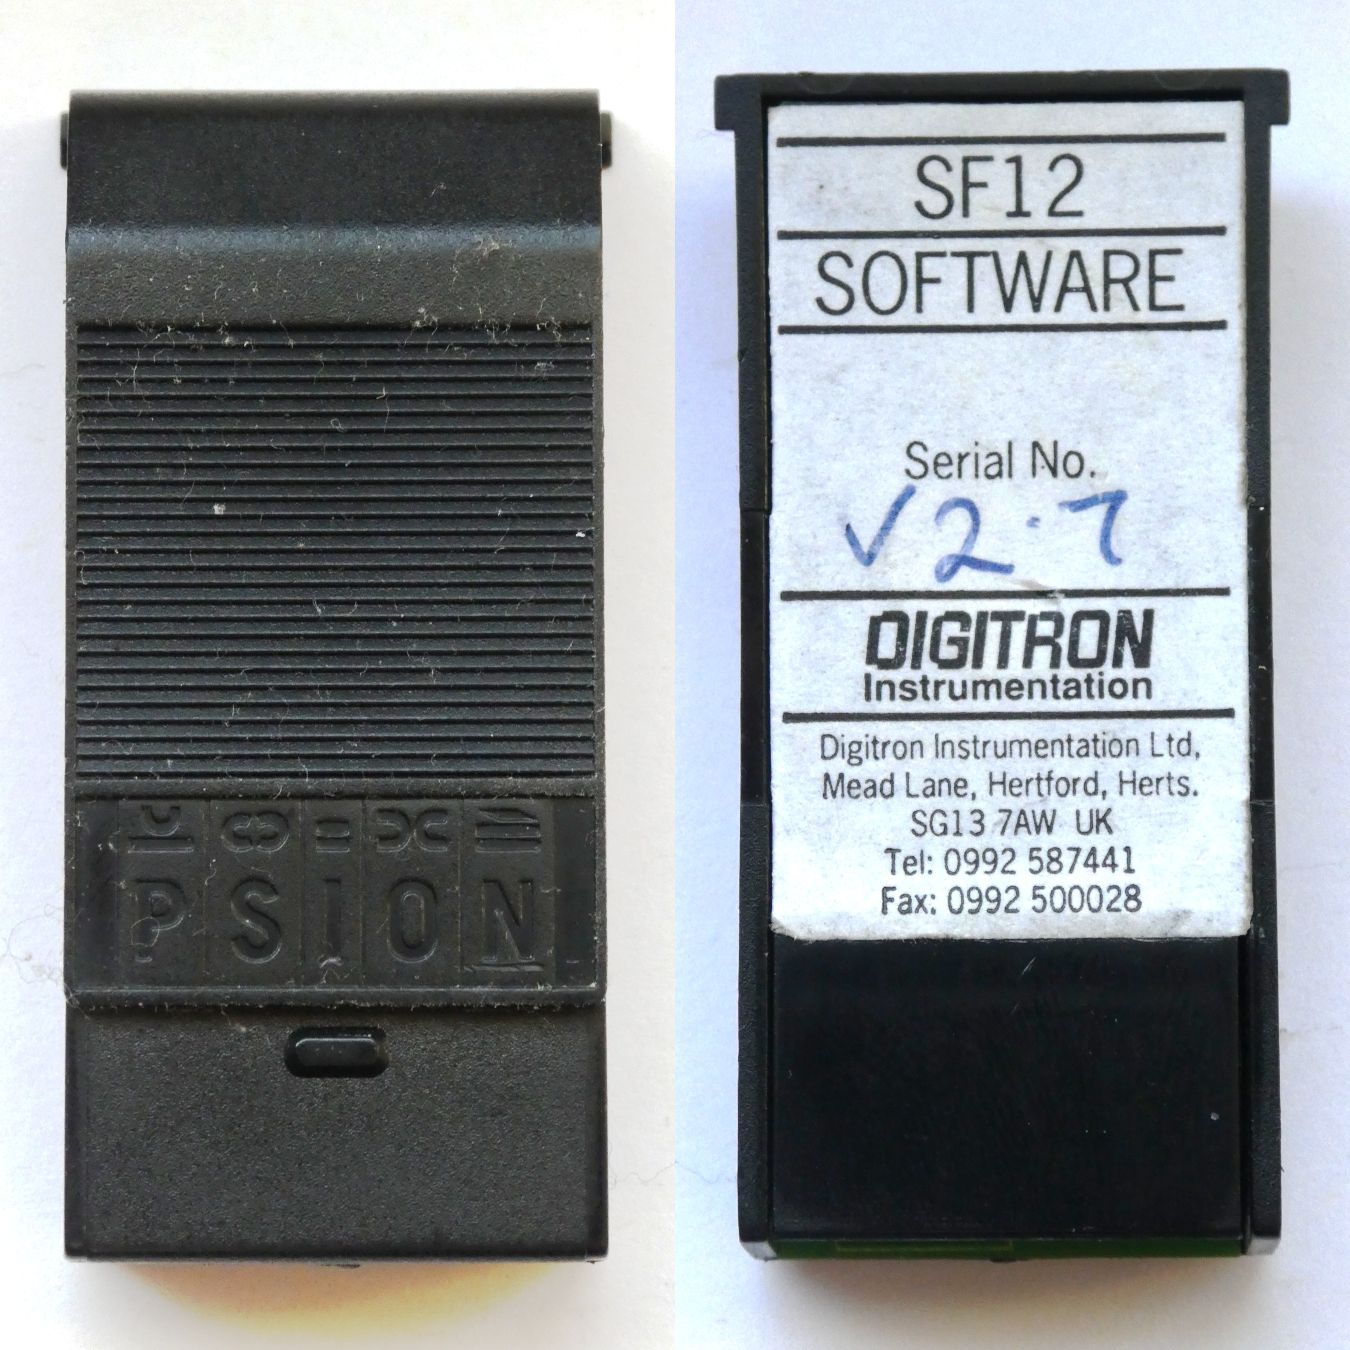 PSION
SF12
SOFTWARE
Serial No.
v2.7
DIGITRON
Instrumentation
Digitron Instrumentation Ltd,
Mead Lane, Hertford, Herts.
SG13 7AW UK
Tel: 0992 587441
Fax: 0992 500028